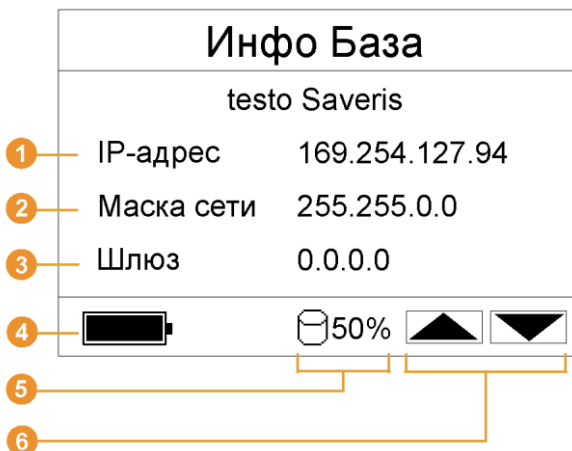 Инфо База
testo Saveris
1 IP-адрес 169.254.127.94
2 Маска сети 255.255.0.0
3 Шлюз 0.0.0.0
4 50%
5
6